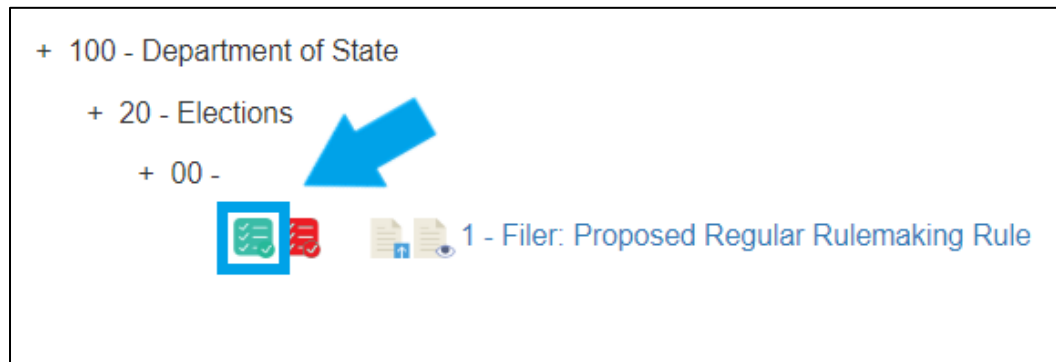 + 100 - Department of State
+ 20 - Elections
+ 00 -
1 - Filer: Proposed Regular Rulemaking Rule